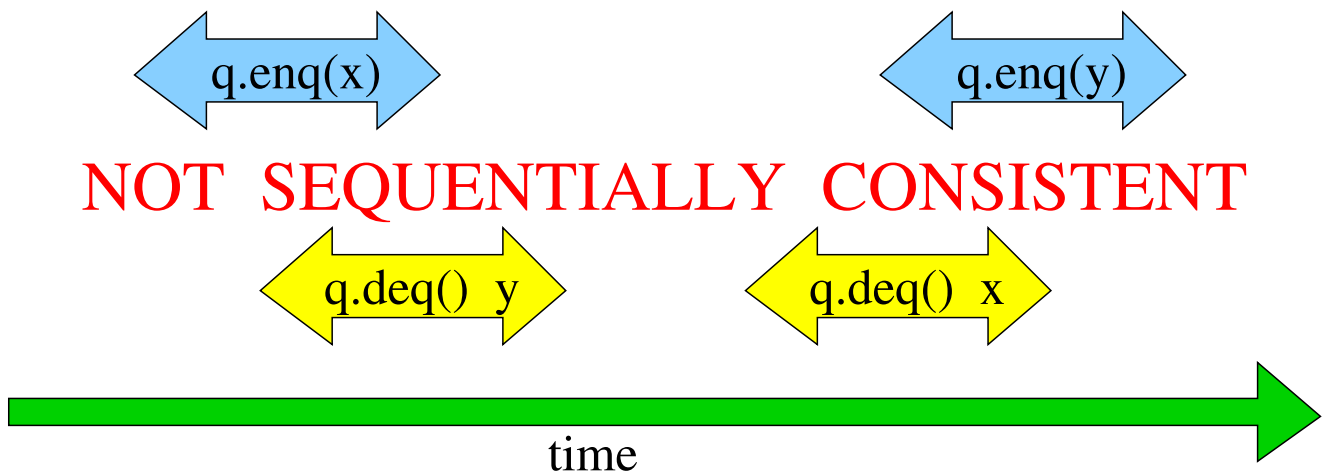 q.enq(x) q.enq(y)
NOT SEQUENTIALLY CONSISTENT
q.deq() y q.deq() x
time